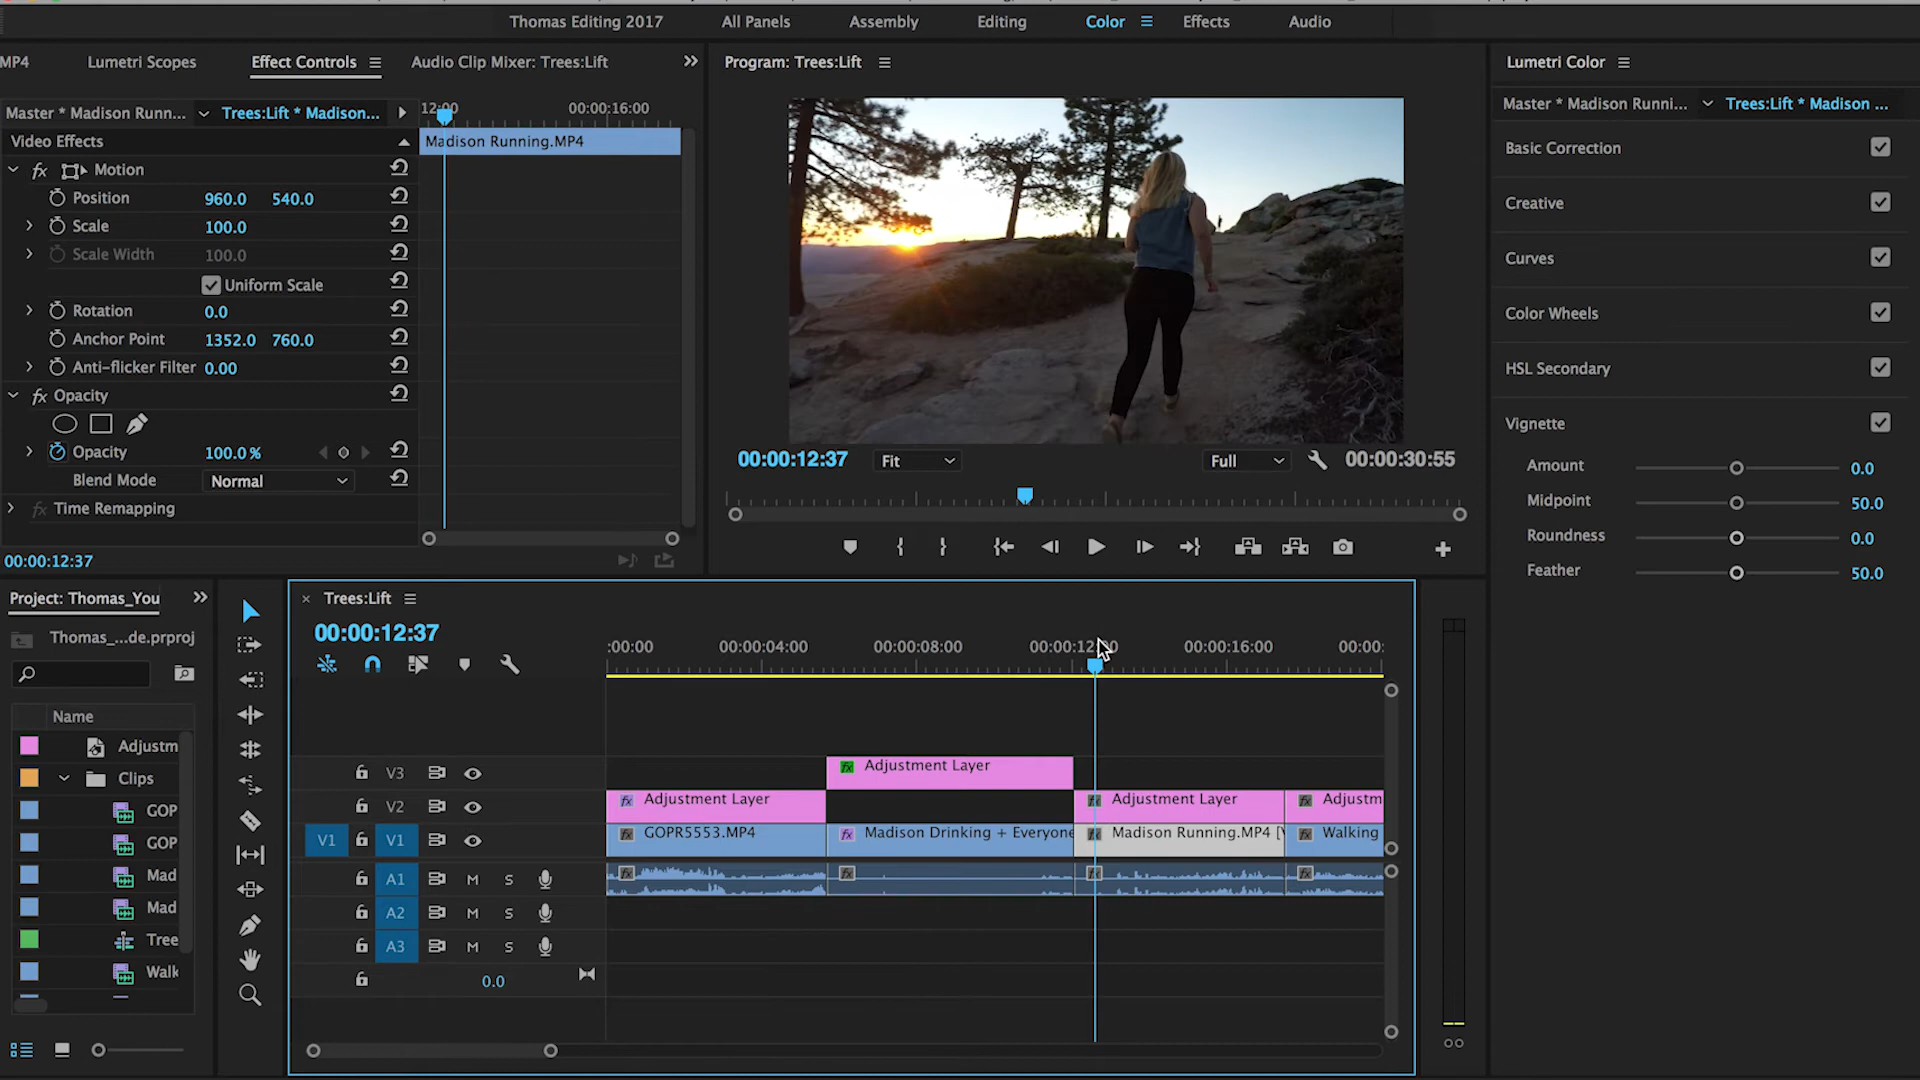 Thomas Editing 2017 All Panels Assembly Editing Color Effects Audio
MP4 Lumetri Scopes Effect Controls Audio Clip Mixer: Trees:Lift
Master * Madison Runn... Trees:Lift * Madison...
12:00 00:00:16:00
Video Effects
Madison Running.MP4
Motion
Position 960.0 540.0
Scale 100.0
Scale Width 100.0
Uniform Scale
Rotation 0.0
Anchor Point 1352.0 760.0
Anti-flicker Filter 0.00
Opacity
Opacity 100.0 %
Blend Mode Normal
Time Remapping
00:00:12:37
Program: Trees:Lift
00:00:12:37 Fit Full 00:00:30:55
Lumetri Color
Master * Madison Runni... Trees:Lift * Madison ...
Basic Correction
Creative
Curves
Color Wheels
HSL Secondary
Vignette
Amount 0.0
Midpoint 50.0
Roundness 0.0
Feather 50.0
Project: Thomas_You
Thomas_...de.prproj
Name
Adjustm
Clips
GOP
GOP
Mad
Mad
Tree
Walk
Trees:Lift
00:00:12:37
:00:00 00:00:04:00 00:00:08:00 00:00:12:00 00:00:16:00 00:00:
V3 Adjustment Layer
V2 Adjustment Layer Adjustment Layer Adjustm
V1 V1 GOPR5553.MP4 Madison Drinking + Everyone Madison Running.MP4 [V Walking
A1 M S
A2 M S
A3 M S
0.0